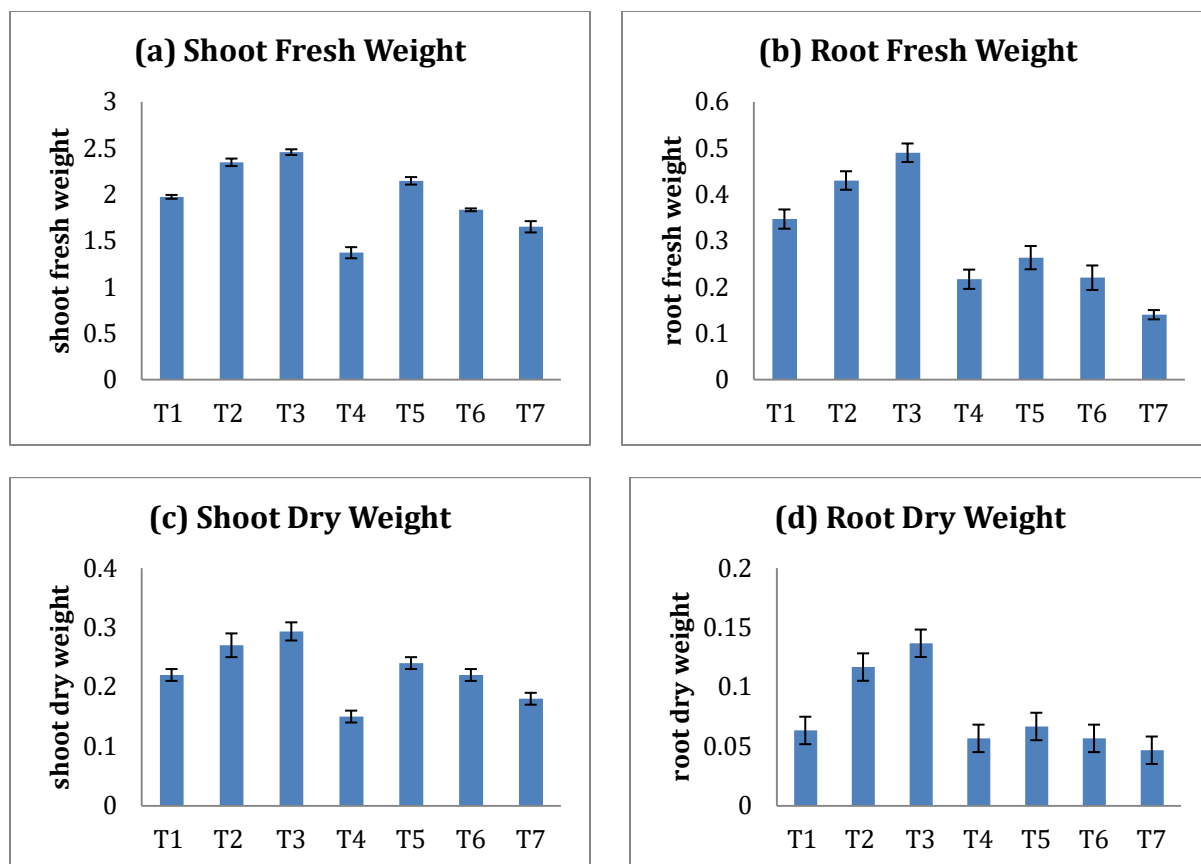 (a) Shoot Fresh Weight
shoot fresh weight
3
2.5
2
1.5
1
0.5
0
T1 T2 T3 T4 T5 T6 T7
(b) Root Fresh Weight
root fresh weight
0.6
0.5
0.4
0.3
0.2
0.1
0
T1 T2 T3 T4 T5 T6 T7
(c) Shoot Dry Weight
shoot dry weight
0.4
0.3
0.2
0.1
0
T1 T2 T3 T4 T5 T6 T7
(d) Root Dry Weight
root dry weight
0.2
0.15
0.1
0.05
0
T1 T2 T3 T4 T5 T6 T7